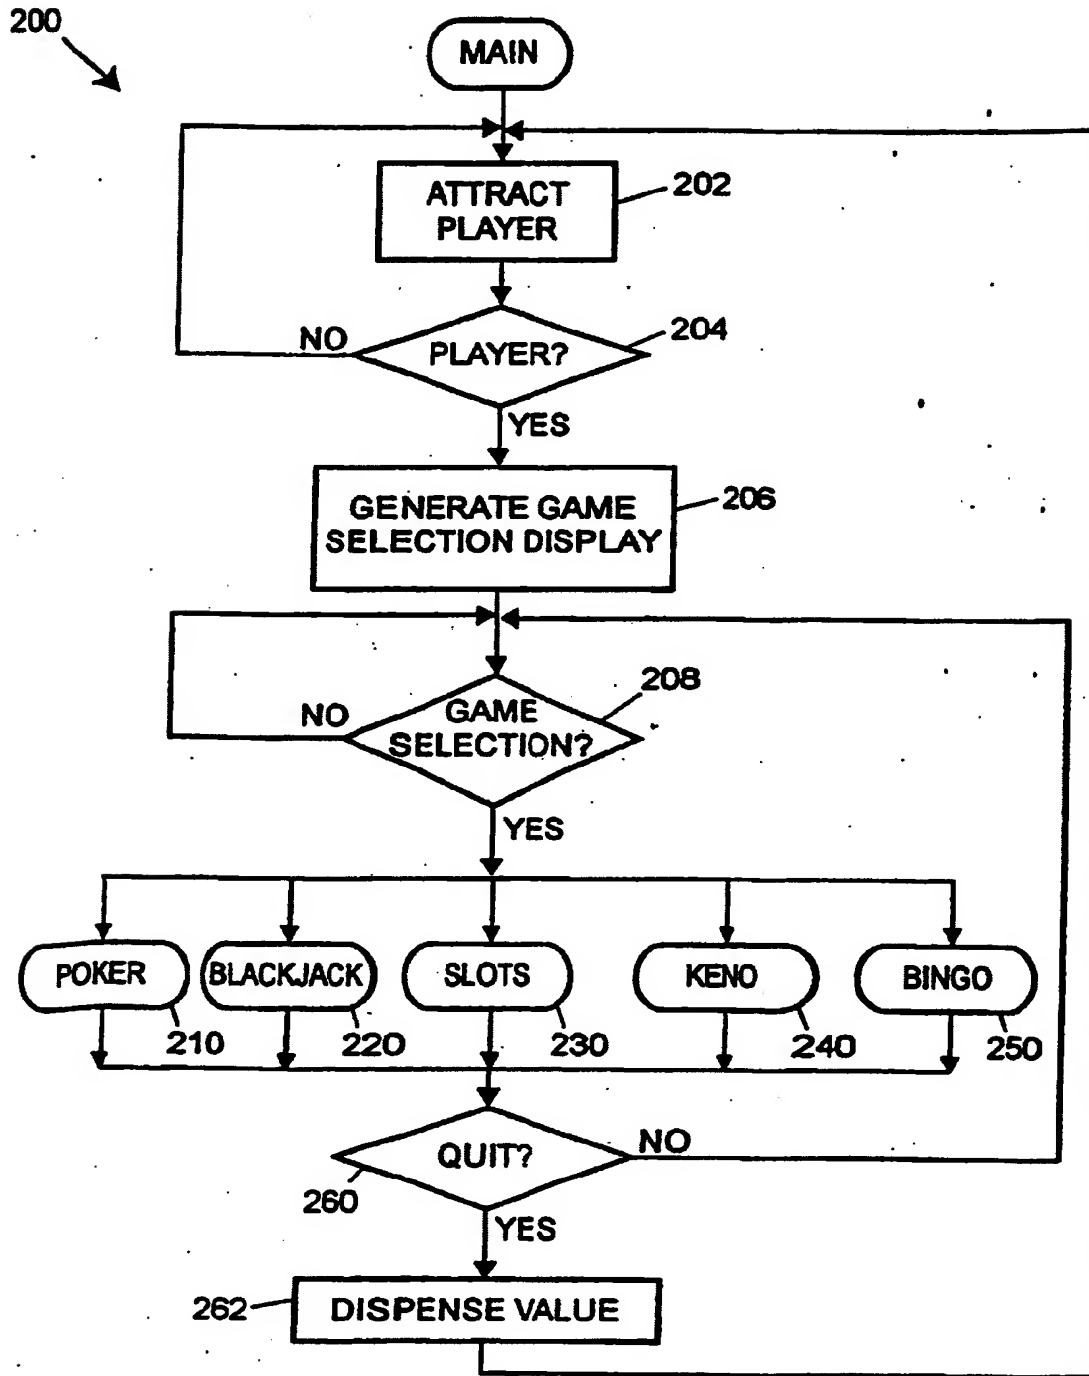 200
MAIN
ATTRACT
PLAYER
202
PLAYER?
204
NO
YES
GENERATE GAME
SELECTION DISPLAY
206
GAME
SELECTION?
208
NO
YES
POKER
BLACKJACK
SLOTS
KENO
BINGO
210
220
230
240
250
QUIT?
NO
260
YES
262
DISPENSE VALUE